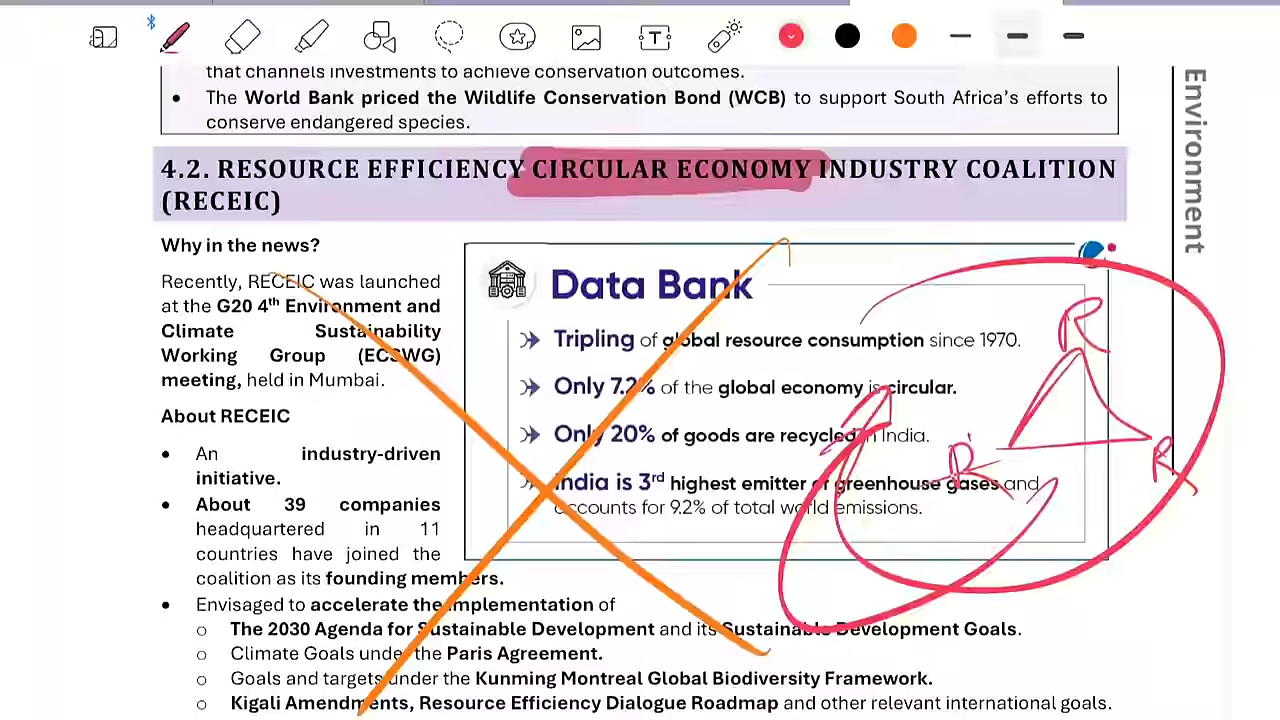 that channels investments to achieve conservation outcomes.
• The World Bank priced the Wildlife Conservation Bond (WCB) to support South Africa's efforts to
conserve endangered species.
Environment
4.2. RESOURCE EFFICIENCY CIRCULAR ECONOMY INDUSTRY COALITION
(RECEIC)
Why in the news?
Recently, RECEIC was launched
at the G20 4th Environment and
Climate Sustainability
Working Group (ECSWG)
meeting, held in Mumbai.
About RECEIC
• An industry-driven
initiative.
• About 39 companies
headquartered in 11
countries have joined the
coalition as its founding members.
Data Bank
Tripling of global resource consumption since 1970.
Only 7.2% of the global economy is circular.
Only 20% of goods are recycled in India.
India is 3rd highest emitter of greenhouse gases and
accounts for 9.2% of total world emissions.
R
R
R
• Envisaged to accelerate the implementation of
o The 2030 Agenda for Sustainable Development and its Sustainable Development Goals.
o Climate Goals under the Paris Agreement.
o Goals and targets under the Kunming Montreal Global Biodiversity Framework.
o Kigali Amendments, Resource Efficiency Dialogue Roadmap and other relevant international goals.